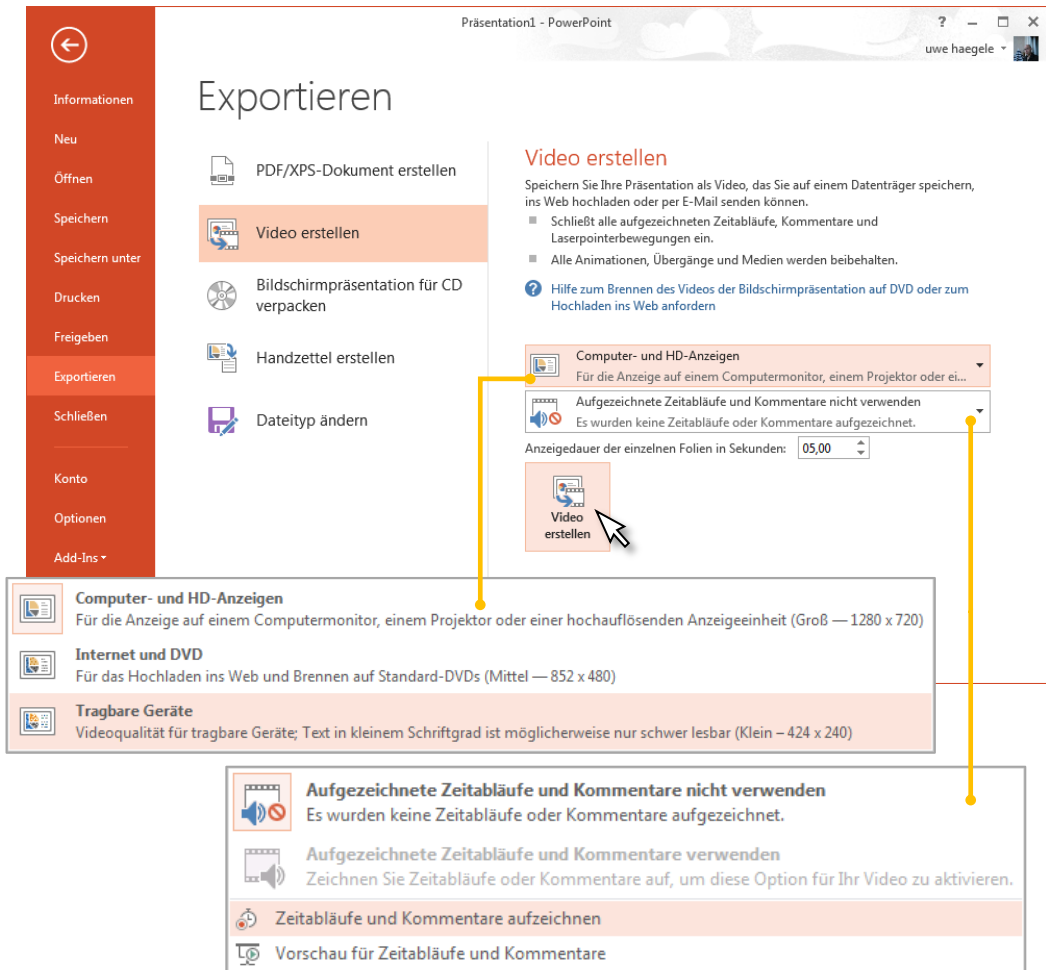 Präsentation1 - PowerPoint
?
uwe haegele
Informationen
Neu
Öffnen
Speichern
Speichern unter
Drucken
Freigeben
Exportieren
Schließen
Konto
Optionen
Add-Ins
Exportieren
PDF/XPS-Dokument erstellen
Video erstellen
Bildschirmpräsentation für CD
verpacken
Handzettel erstellen
Dateityp ändern
Video erstellen
Speichern Sie Ihre Präsentation als Video, das Sie auf einem Datenträger speichern,
ins Web hochladen oder per E-Mail senden können.
Schließt alle aufgezeichneten Zeitabläufe, Kommentare und
Laserpointerbewegungen ein.
Alle Animationen, Übergänge und Medien werden beibehalten.
Hilfe zum Brennen des Videos der Bildschirmpräsentation auf DVD oder zum
Hochladen ins Web anfordern
Computer- und HD-Anzeigen
Für die Anzeige auf einem Computermonitor, einem Projektor oder ei...
Aufgezeichnete Zeitabläufe und Kommentare nicht verwenden
Es wurden keine Zeitabläufe oder Kommentare aufgezeichnet.
Anzeigedauer der einzelnen Folien in Sekunden: 05,00
Video
erstellen
Computer- und HD-Anzeigen
Für die Anzeige auf einem Computermonitor, einem Projektor oder einer hochauflösenden Anzeigeeinheit (Groß — 1280 x 720)
Internet und DVD
Für das Hochladen ins Web und Brennen auf Standard-DVDs (Mittel — 852 x 480)
Tragbare Geräte
Videoqualität für tragbare Geräte; Text in kleinem Schriftgrad ist möglicherweise nur schwer lesbar (Klein – 424 x 240)
Aufgezeichnete Zeitabläufe und Kommentare nicht verwenden
Es wurden keine Zeitabläufe oder Kommentare aufgezeichnet.
Aufgezeichnete Zeitabläufe und Kommentare verwenden
Zeichnen Sie Zeitabläufe oder Kommentare auf, um diese Option für Ihr Video zu aktivieren.
Zeitabläufe und Kommentare aufzeichnen
Vorschau für Zeitabläufe und Kommentare